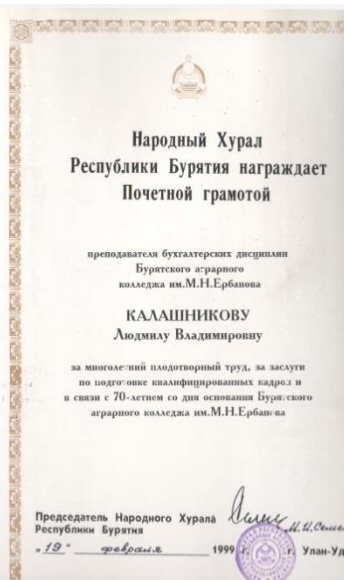 Народный Хурал
Республики Бурятия награждает
Почетной грамотой
преподавателя бухгалтерских дисциплин
Бурятского аграрного
колледжа им.М.Н.Ербанова
КАЛАШНИКОВУ
Людмилу Владимировну
за многолетний плодотворный труд, за заслуги
по подготовке квалифицированных кадров и
в связи с 70-летием со дня основания Бурятского
аграрного колледжа им.М.Н.Ербанова
Председатель Народного Хурала
Республики Бурятия М.И.Семен
„19" февраля 1999 г. г. Улан-Уд